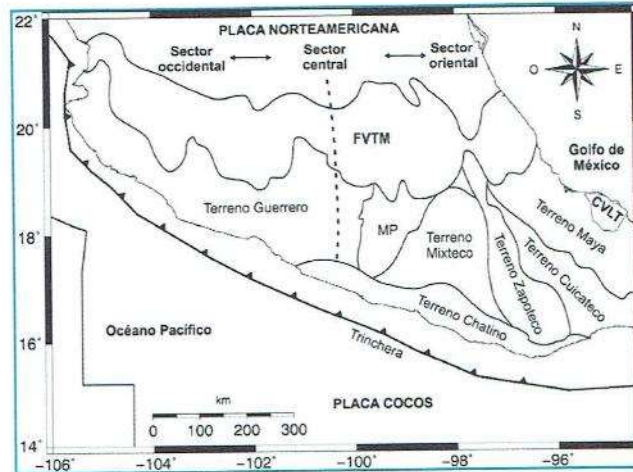 22°
PLACA NORTEAMERICANA
Sector occidental
Sector central
Sector oriental
N
O
E
S
20°
FVTM
Golfo de México
CVLT
Terreno Guerrero
MP
Terreno Mixteco
Terreno Maya
Terreno Cuicateco
Terreno Zapoteco
18°
Terreno Chatino
Océano Pacífico
Trinchera
16°
PLACA COCOS
km
0 100 200 300
14°
−106° −104° −102° −100° −98° −96°